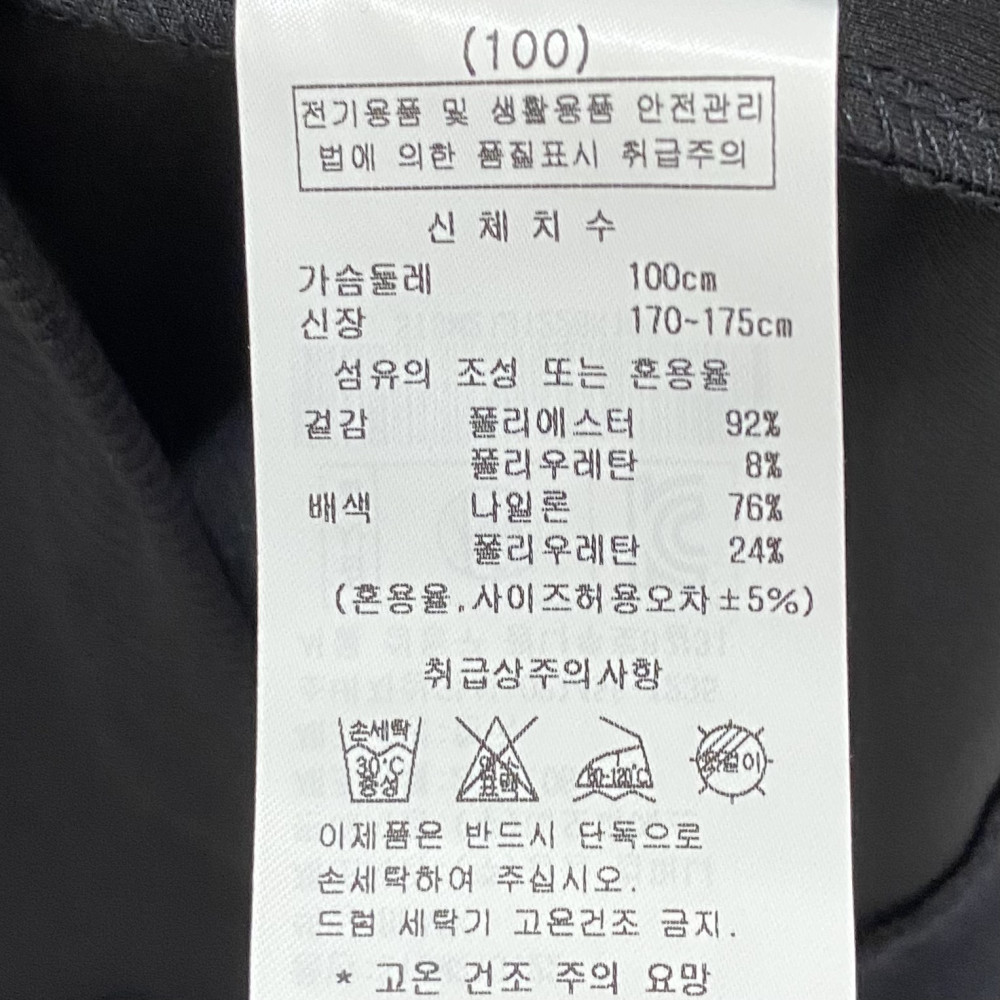 (100)
전기용품 및 생활용품 안전관리
법에 의한 품질표시 취급주의
신 체 치 수
가슴둘레 100cm
신장 170~175cm
섬유의 조성 또는 혼용율
겉감 폴리에스터 92%
폴리우레탄 8%
배색 나일론 76%
폴리우레탄 24%
(혼용율,사이즈허용오차±5%)
취급상주의사항
손세탁
30°C
중성
80-120°C
이제품은 반드시 단독으로
손세탁하여 주십시오.
드럼 세탁기 고온건조 금지.
* 고온 건조 주의 요망